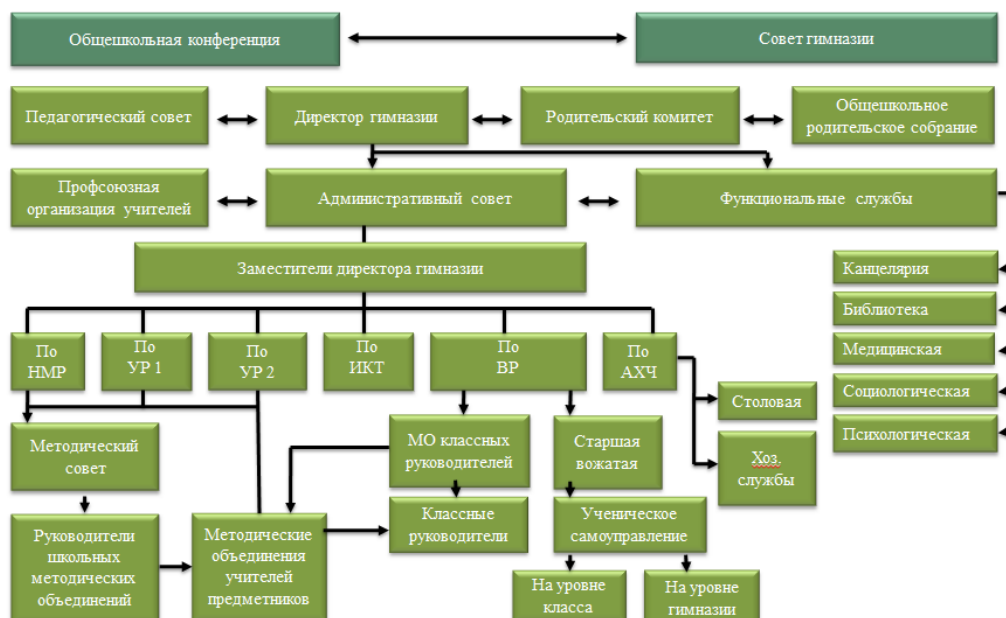 Общешкольная конференция
Совет гимназии
Педагогический совет
Директор гимназии
Родительский комитет
Общешкольное
родительское собрание
Профсоюзная
организация учителей
Административный совет
Функциональные службы
Заместители директора гимназии
Канцелярия
Библиотека
Медицинская
Социологическая
Психологическая
По
НМР
По
УР 1
По
УР 2
По
ИКТ
По
ВР
По
АХЧ
Столовая
Хоз.
службы
Методический
совет
МО классных
руководителей
Старшая
вожатая
Руководители
школьных
методических
объединений
Методические
объединения
учителей
предметников
Классные
руководители
Ученическое
самоуправление
На уровне
класса
На уровне
гимназии